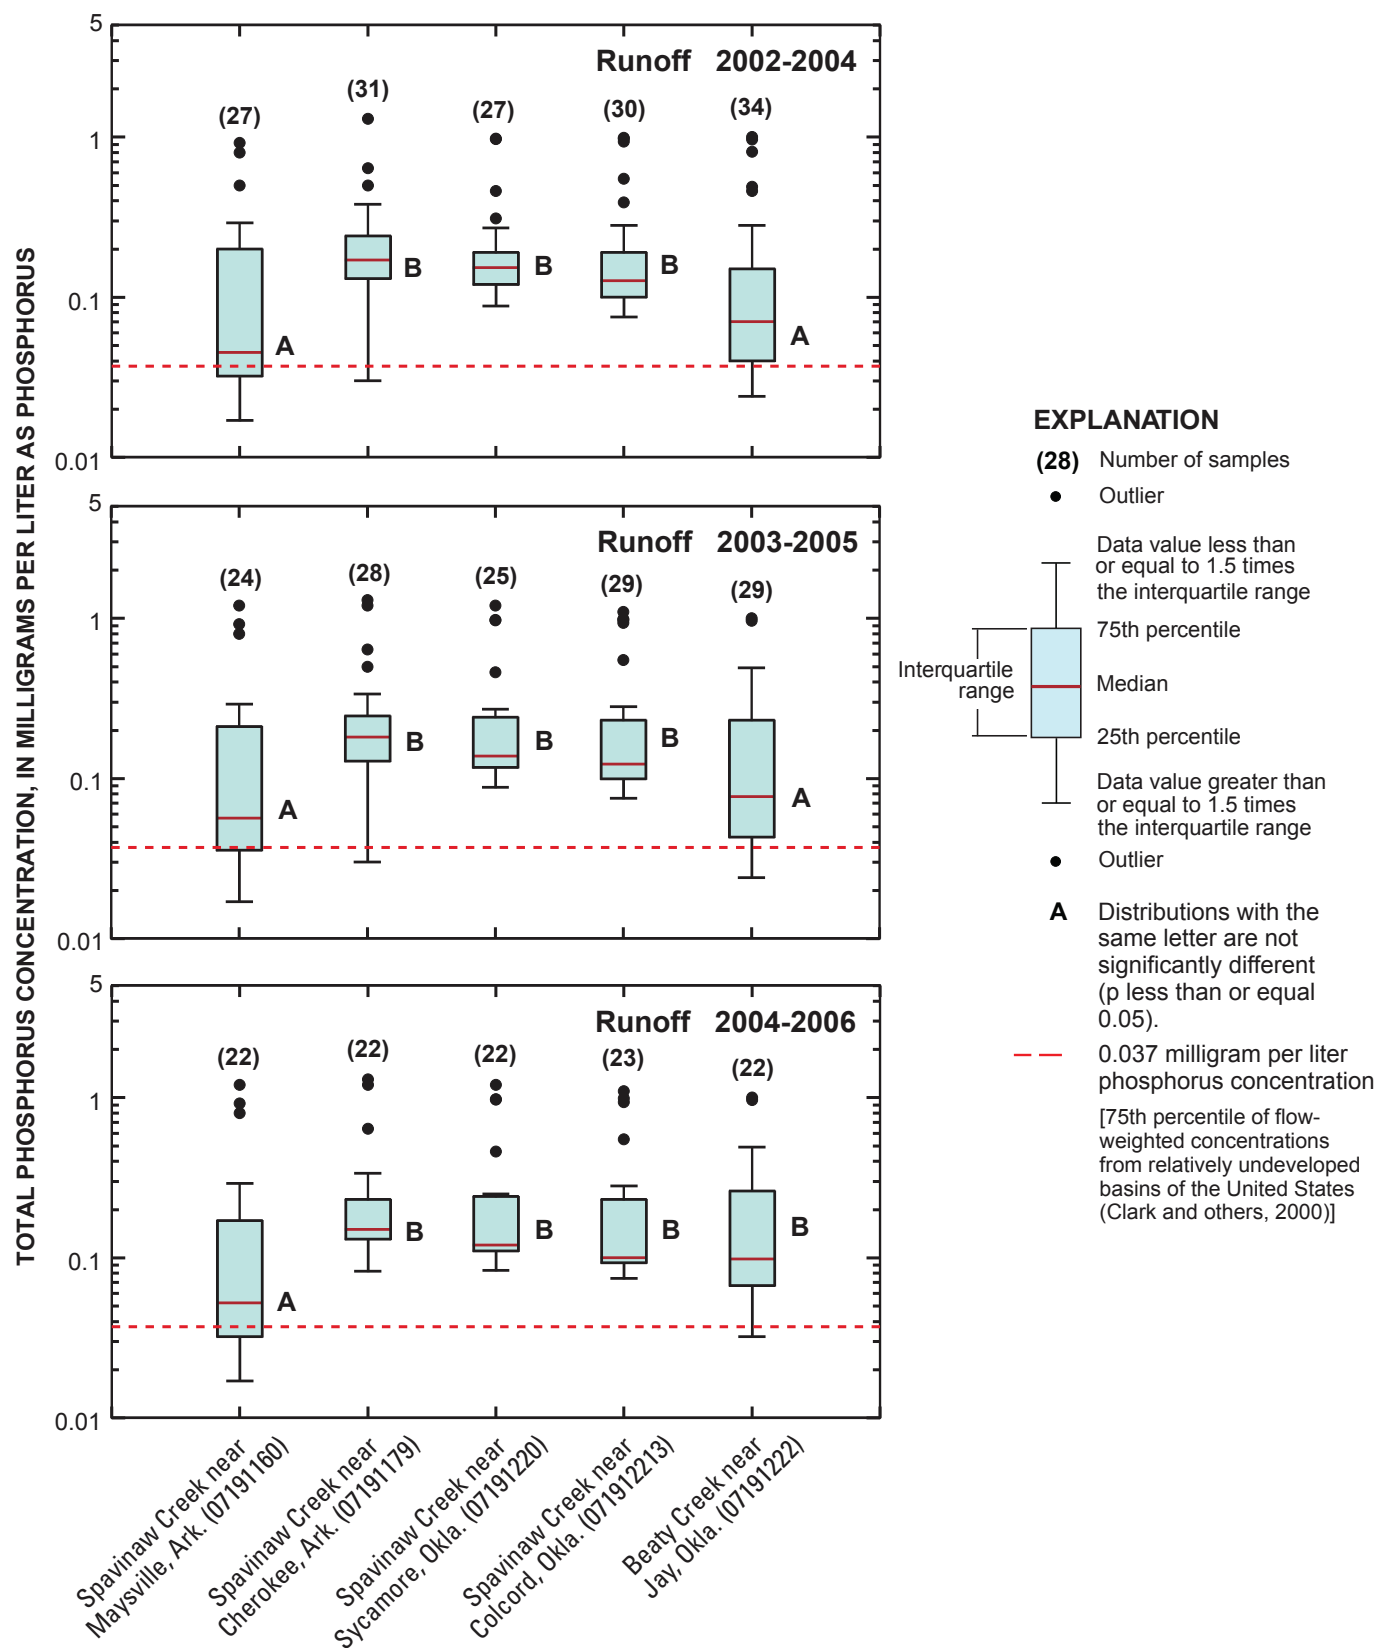 TOTAL PHOSPHORUS CONCENTRATION, IN MILLIGRAMS PER LITER AS PHOSPHORUS
Runoff 2002-2004
5
1
0.1
0.01
(27)
(31)
(27)
(30)
(34)
A
B
B
B
A
Runoff 2003-2005
5
1
0.1
0.01
(24)
(28)
(25)
(29)
(29)
A
B
B
B
A
Runoff 2004-2006
5
1
0.1
0.01
(22)
(22)
(22)
(23)
(22)
A
B
B
B
B
Spavinaw Creek near
Maysville, Ark. (07191160)
Spavinaw Creek near
Cherokee, Ark. (07191179)
Spavinaw Creek near
Sycamore, Okla. (07191220)
Spavinaw Creek near
Colcord, Okla. (071912213)
Beaty Creek near
Jay, Okla. (07191222)
EXPLANATION
(28) Number of samples
Outlier
Data value less than
or equal to 1.5 times
the interquartile range
75th percentile
Interquartile
range
Median
25th percentile
Data value greater than
or equal to 1.5 times
the interquartile range
Outlier
A Distributions with the
same letter are not
significantly different
(p less than or equal
0.05).
0.037 milligram per liter
phosphorus concentration
[75th percentile of flow-
weighted concentrations
from relatively undeveloped
basins of the United States
(Clark and others, 2000)]